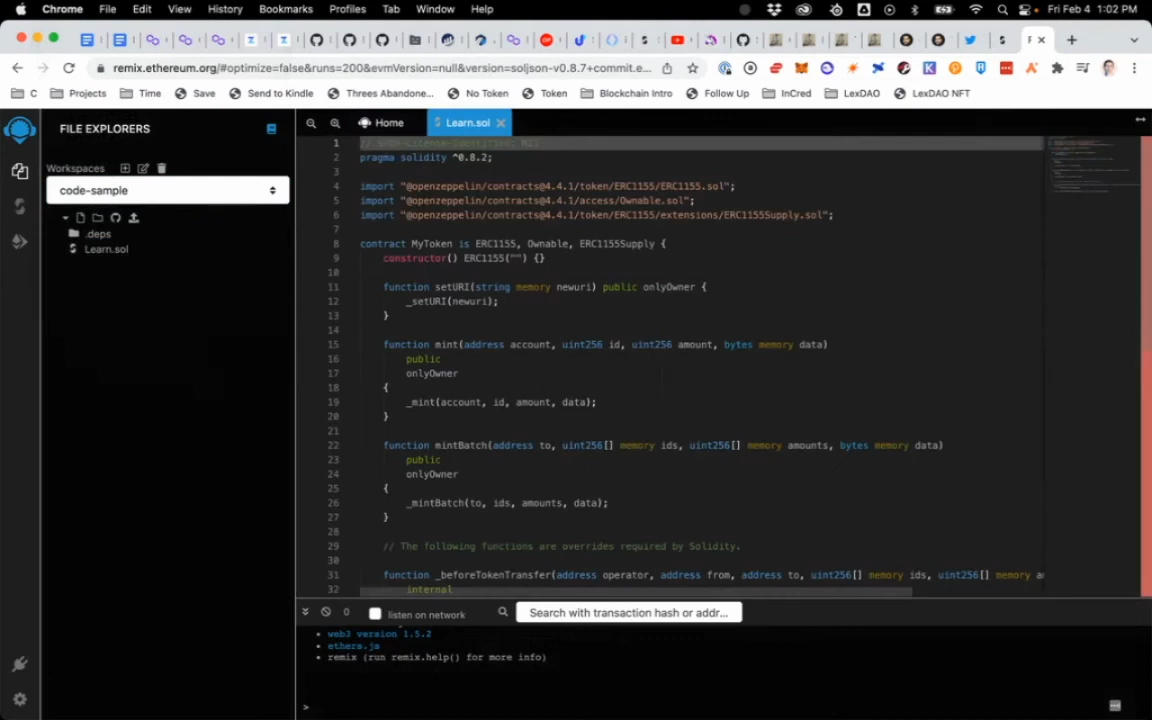 Chrome File Edit View History Bookmarks Profiles Tab Window Help Fri Feb 4 1:02 PM
remix.ethereum.org/#optimize=false&runs=200&evmVersion=null&version=soljson-v0.8.7+commit.e...
C Projects Time Save Send to Kindle Threes Abandone... No Token Token Blockchain Intro Follow Up InCred LexDAO LexDAO NFT
FILE EXPLORERS
Home Learn.sol
Workspaces
code-sample
.deps
Learn.sol
1 // SPDX-License-Identifier: MIT
2 pragma solidity ^0.8.2;
3
4 import "@openzeppelin/contracts@4.4.1/token/ERC1155/ERC1155.sol";
5 import "@openzeppelin/contracts@4.4.1/access/Ownable.sol";
6 import "@openzeppelin/contracts@4.4.1/token/ERC1155/extensions/ERC1155Supply.sol";
7
8 contract MyToken is ERC1155, Ownable, ERC1155Supply {
9 constructor() ERC1155("") {}
10
11 function setURI(string memory newuri) public onlyOwner {
12 _setURI(newuri);
13 }
14
15 function mint(address account, uint256 id, uint256 amount, bytes memory data)
16 public
17 onlyOwner
18 {
19 _mint(account, id, amount, data);
20 }
21
22 function mintBatch(address to, uint256[] memory ids, uint256[] memory amounts, bytes memory data)
23 public
24 onlyOwner
25 {
26 _mintBatch(to, ids, amounts, data);
27 }
28
29 // The following functions are overrides required by Solidity.
30
31 function _beforeTokenTransfer(address operator, address from, address to, uint256[] memory ids, uint256[] memory am
32 internal
0 listen on network Search with transaction hash or addr...
web3 version 1.5.2
ethers.js
remix (run remix.help() for more info)
>